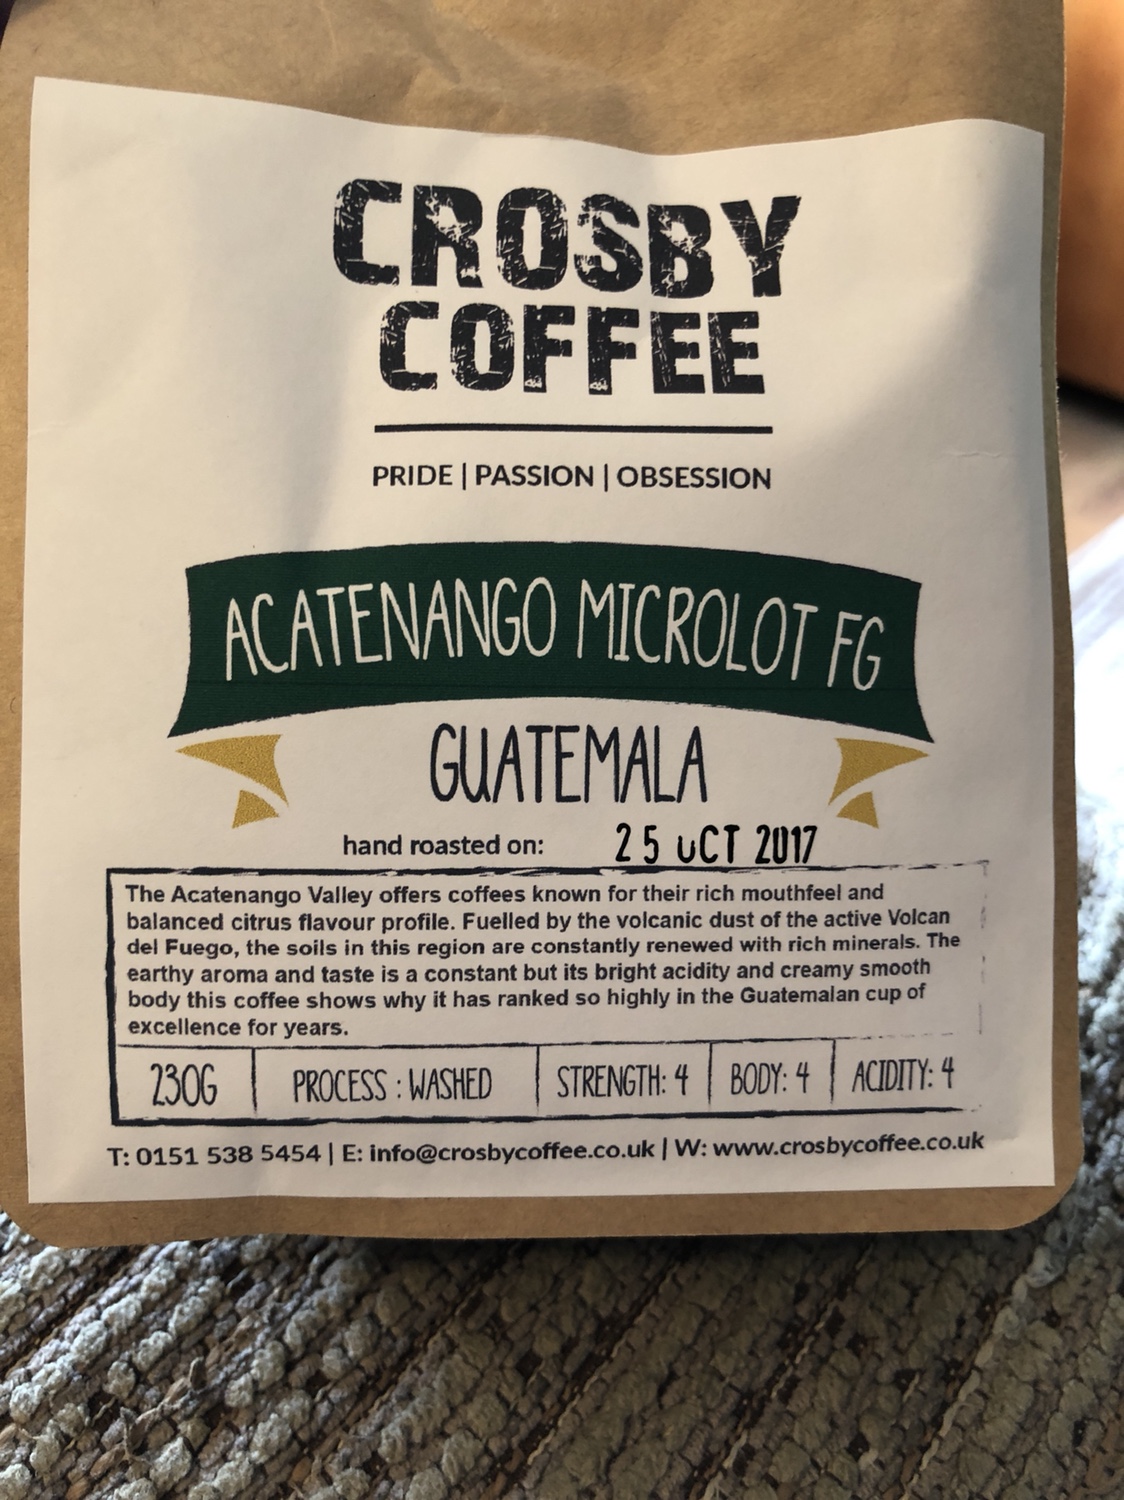 CROSBY
COFFEE
PRIDE | PASSION | OBSESSION
ACATENANGO MICROLOT FG
GUATEMALA
hand roasted on: 25 OCT 2017
The Acatenango Valley offers coffees known for their rich mouthfeel and
balanced citrus flavour profile. Fuelled by the volcanic dust of the active Volcan
del Fuego, the soils in this region are constantly renewed with rich minerals. The
earthy aroma and taste is a constant but its bright acidity and creamy smooth
body this coffee shows why it has ranked so highly in the Guatemalan cup of
excellence for years.
230G PROCESS : WASHED STRENGTH: 4 BODY: 4 ACIDITY: 4
T: 0151 538 5454 | E: info@crosbycoffee.co.uk | W: www.crosbycoffee.co.uk